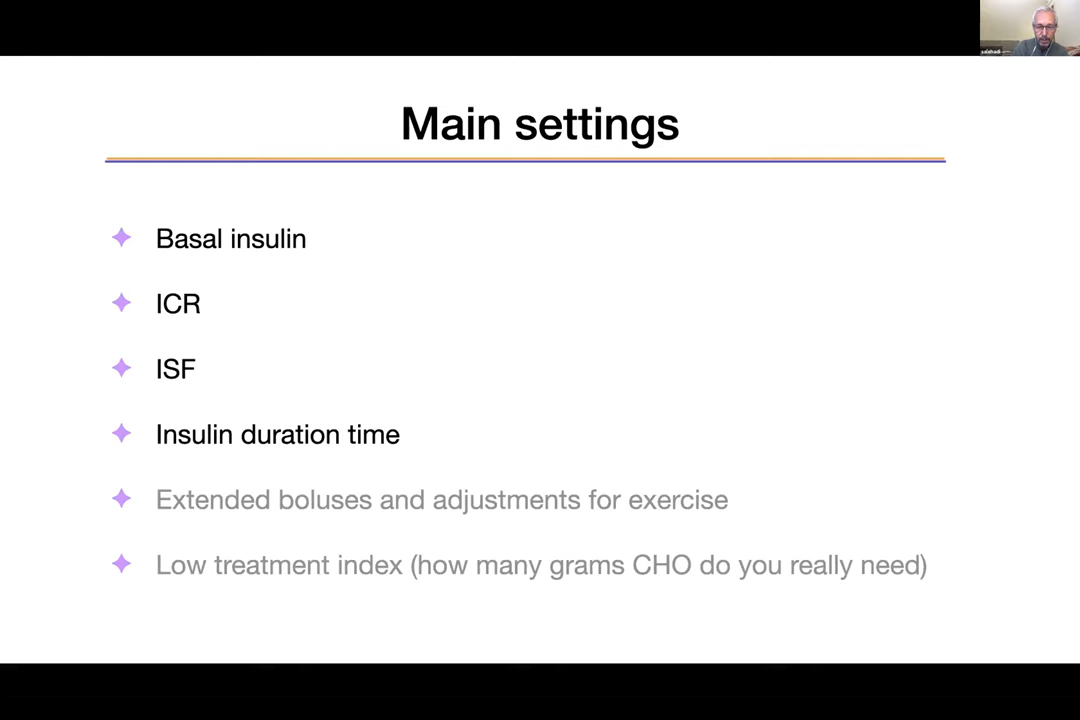 Main settings
Basal insulin
ICR
ISF
Insulin duration time
Extended boluses and adjustments for exercise
Low treatment index (how many grams CHO do you really need)